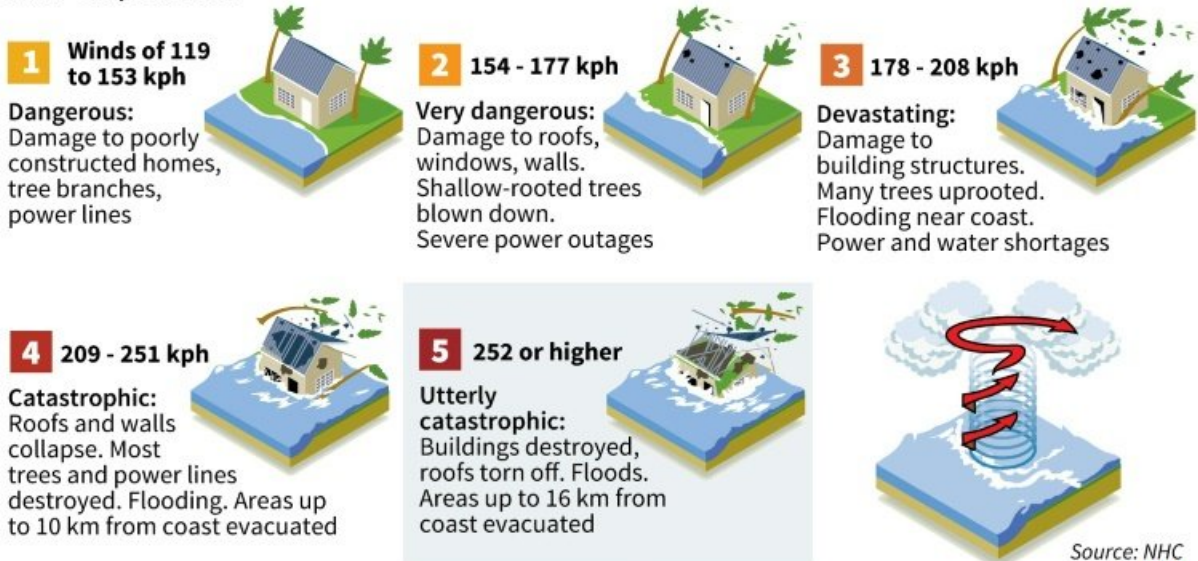 1
Winds of 119
to 153 kph
Dangerous:
Damage to poorly
constructed homes,
tree branches,
power lines
2
154 - 177 kph
Very dangerous:
Damage to roofs,
windows, walls.
Shallow-rooted trees
blown down.
Severe power outages
3
178 - 208 kph
Devastating:
Damage to
building structures.
Many trees uprooted.
Flooding near coast.
Power and water shortages
4
209 - 251 kph
Catastrophic:
Roofs and walls
collapse. Most
trees and power lines
destroyed. Flooding. Areas up
to 10 km from coast evacuated
5
252 or higher
Utterly
catastrophic:
Buildings destroyed,
roofs torn off. Floods.
Areas up to 16 km from
coast evacuated
Source: NHC